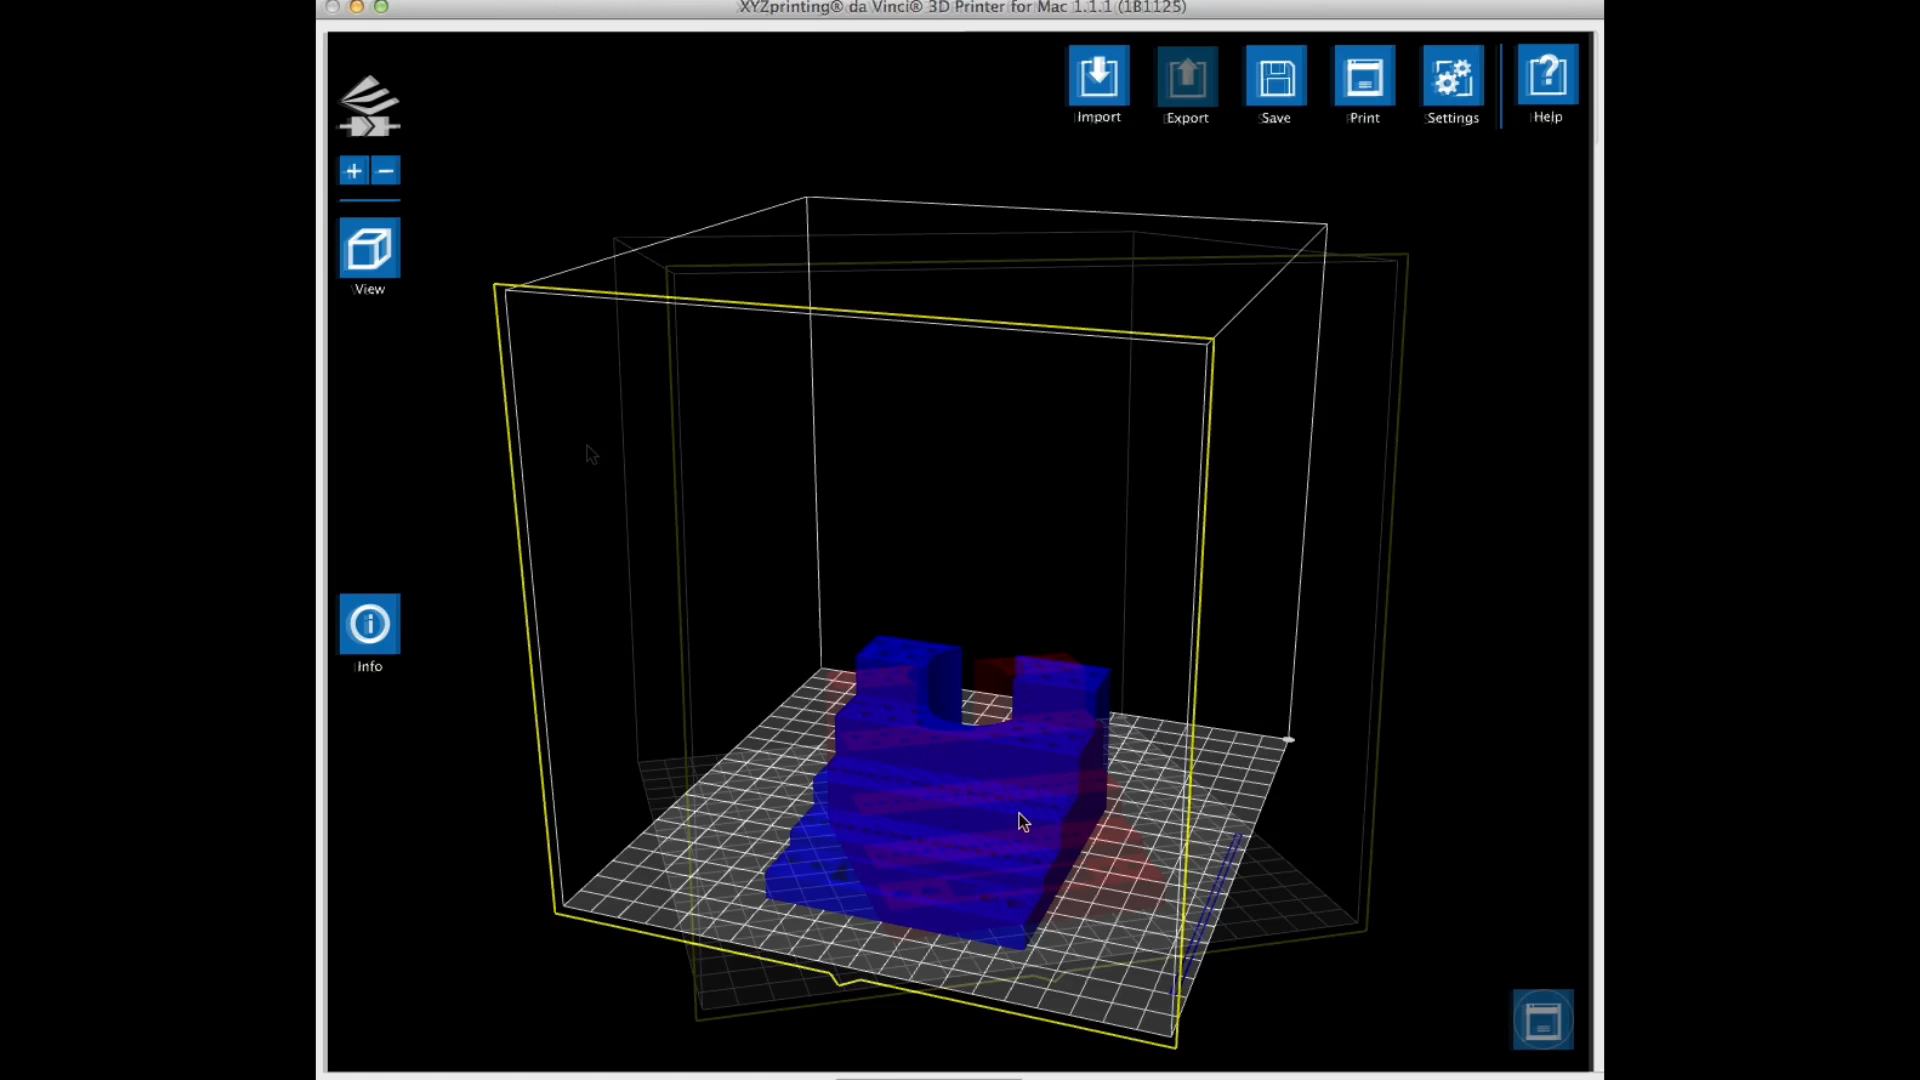 XYZprinting® da Vinci® 3D Printer for Mac 1.1.1 (1B1125)
Import
Export
Save
Print
Settings
Help
View
Info